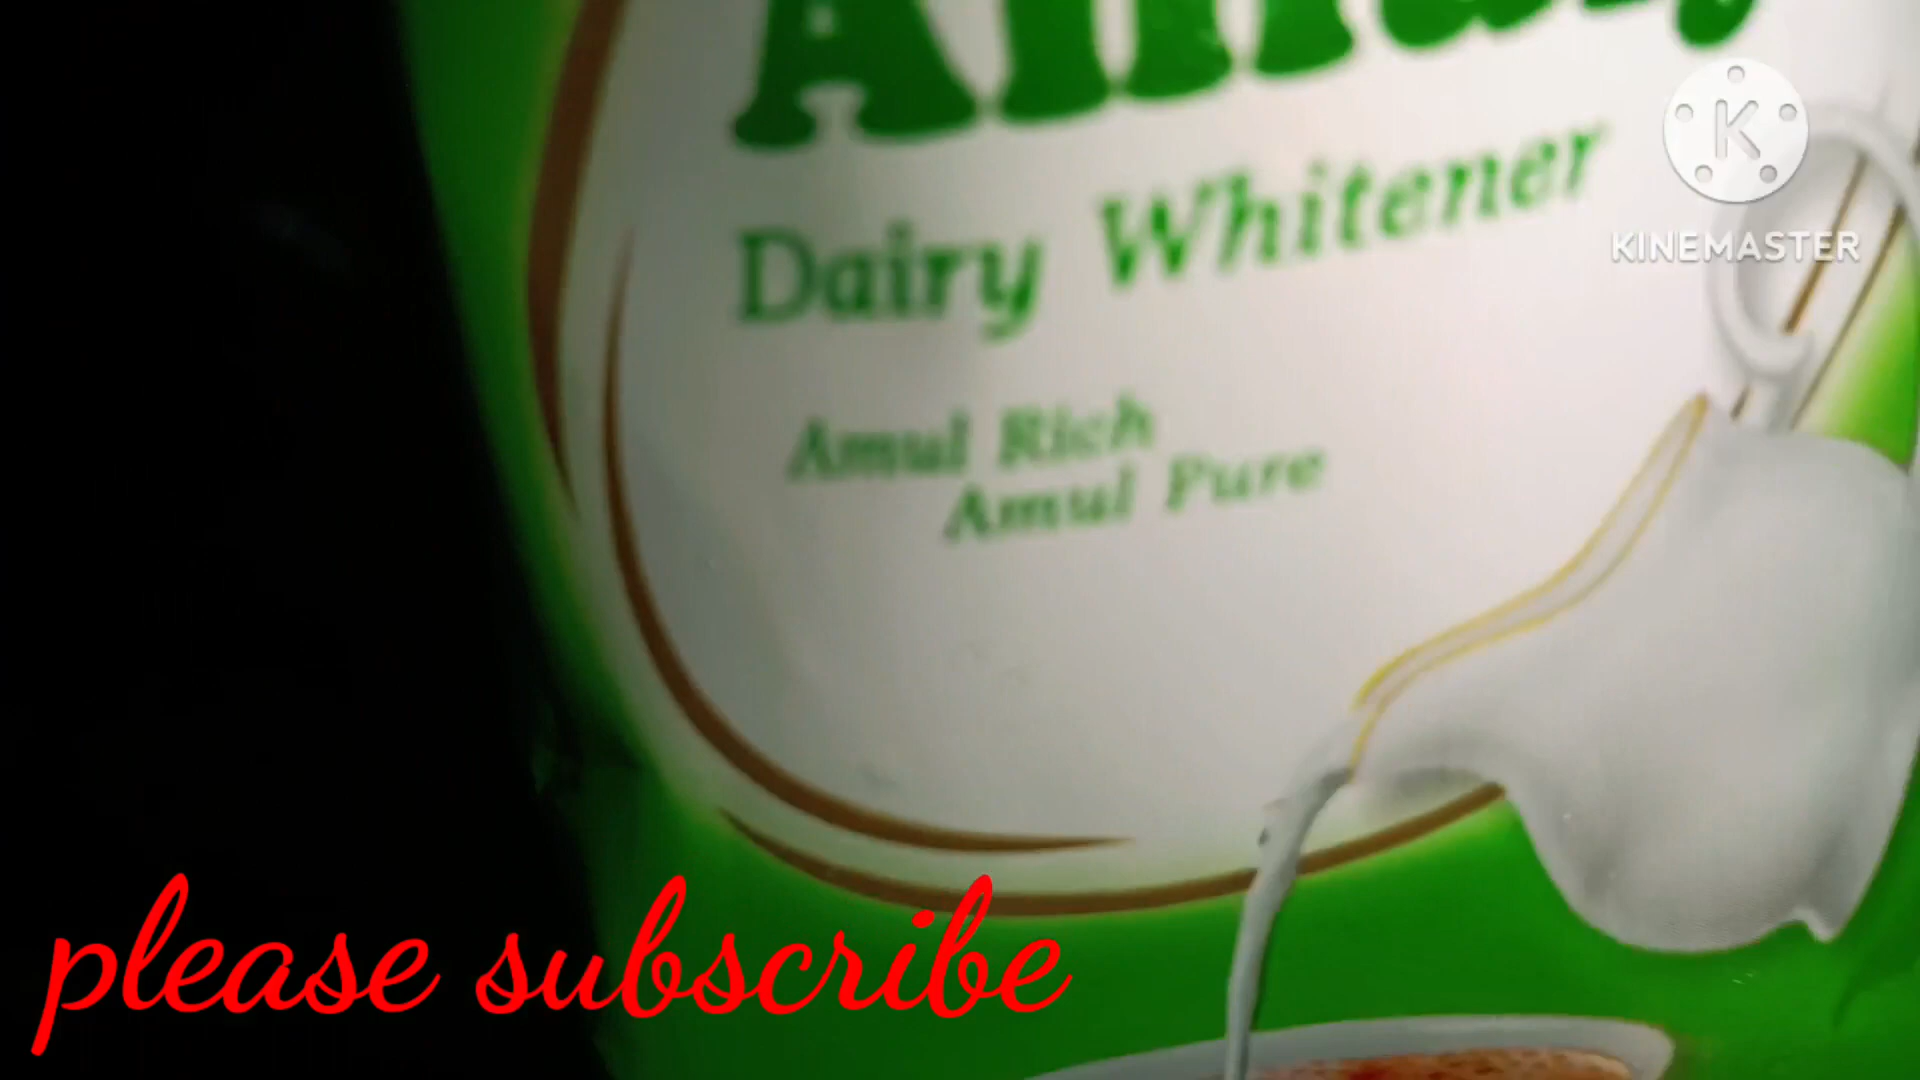 Dairy Whitener
Amul Rich
Amul Pure
K
KINEMASTER
please subscribe